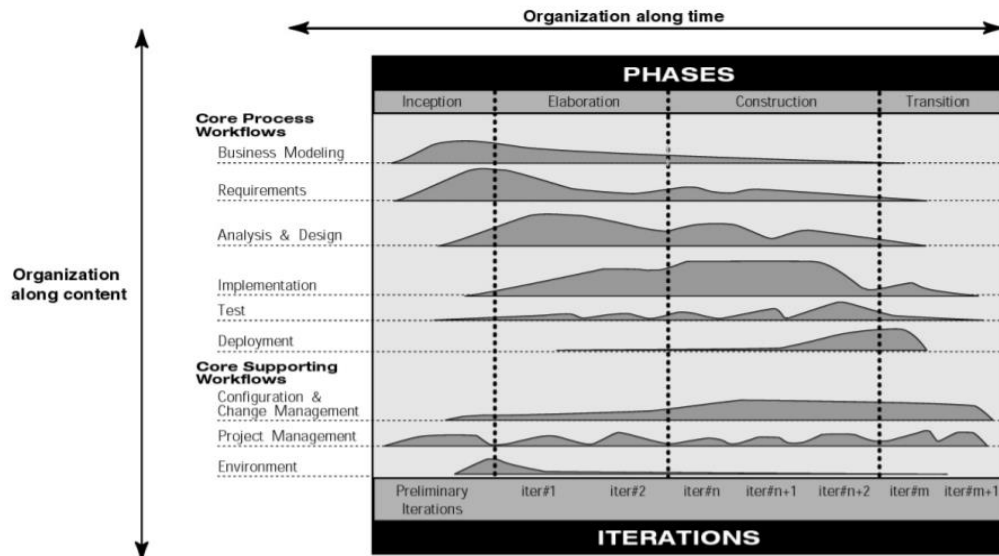 Organization along time
PHASES
Inception Elaboration Construction Transition
Core Process
Workflows
Business Modeling
Requirements
Analysis & Design
Organization
along content
Implementation
Test
Deployment
Core Supporting
Workflows
Configuration &
Change Management
Project Management
Environment
Preliminary
Iterations
iter#1 iter#2 iter#n iter#n+1 iter#n+2 iter#m iter#m+1
ITERATIONS